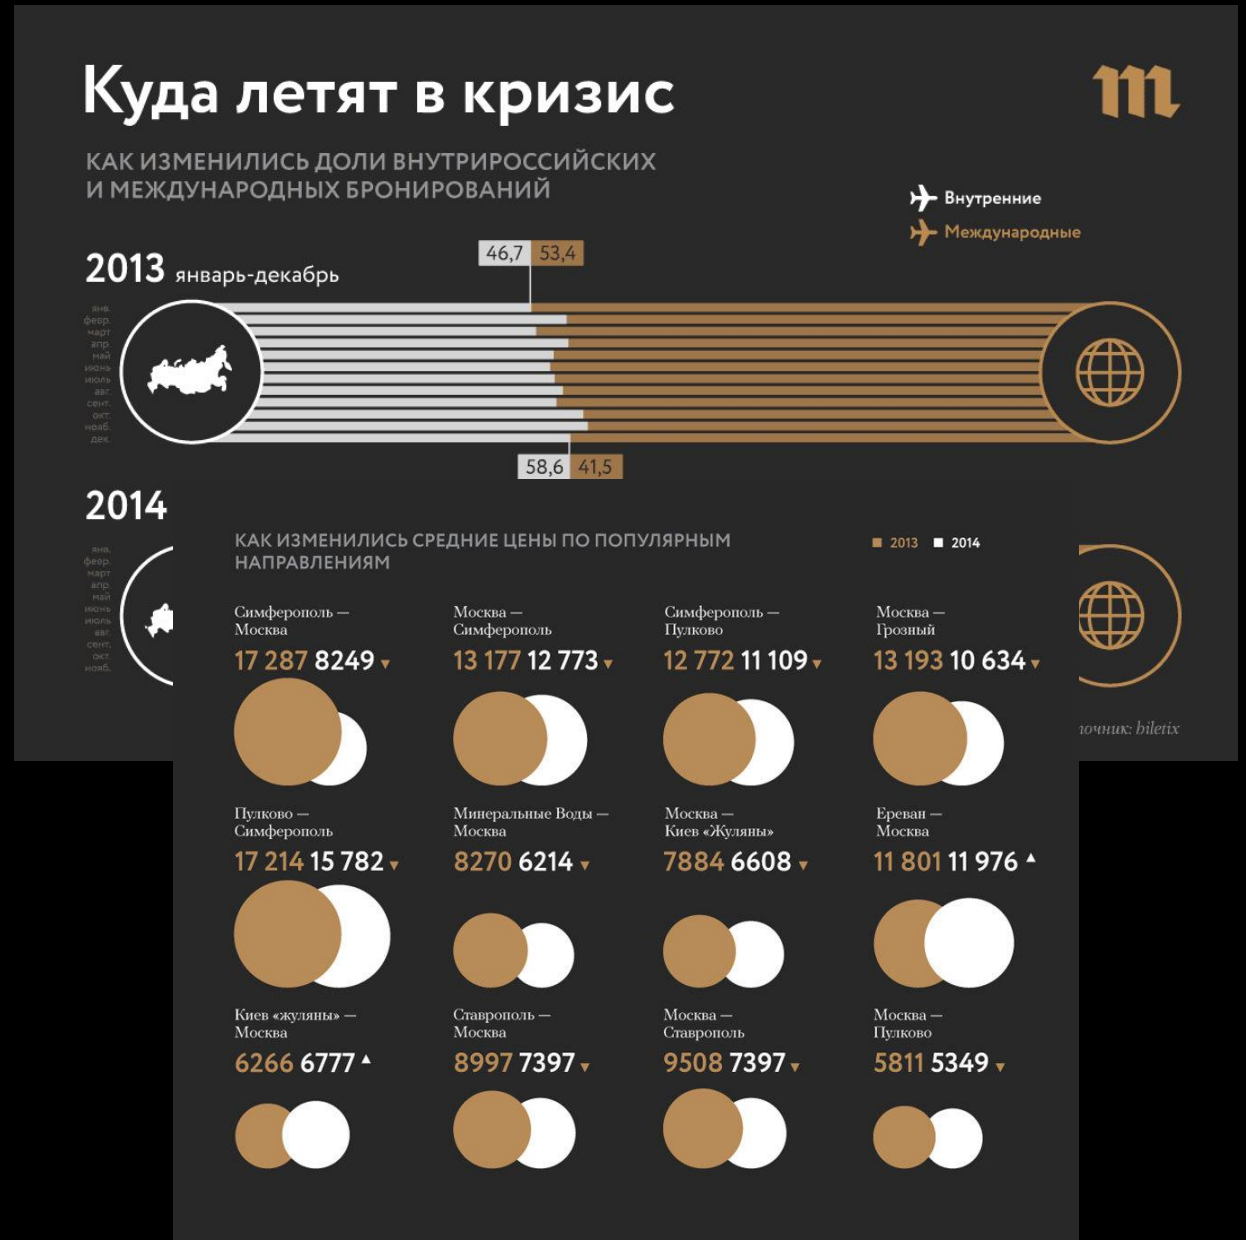 Куда летят в кризис
m
КАК ИЗМЕНИЛИСЬ ДОЛИ ВНУТРИРОССИЙСКИХ
И МЕЖДУНАРОДНЫХ БРОНИРОВАНИЙ
Внутренние
Международные
46,7 53,4
2013 январь-декабрь
янв.
февр.
март
апр.
май
июнь
июль
авг.
сент.
окт.
нояб.
дек.
58,6 41,5
2014
янв.
февр.
март
апр.
май
июнь
июль
авг.
сент.
окт.
нояб.
КАК ИЗМЕНИЛИСЬ СРЕДНИЕ ЦЕНЫ ПО ПОПУЛЯРНЫМ
НАПРАВЛЕНИЯМ
2013 2014
Симферополь —
Москва
17 287 8249
Москва —
Симферополь
13 177 12 773
Симферополь —
Пулково
12 772 11 109
Москва —
Грозный
13 193 10 634
Пулково —
Симферополь
17 214 15 782
Минеральные Воды —
Москва
8270 6214
Москва —
Киев «Жуляны»
7884 6608
Ереван —
Москва
11 801 11 976
Киев «жуляны» —
Москва
6266 6777
Ставрополь —
Москва
8997 7397
Москва —
Ставрополь
9508 7397
Москва —
Пулково
5811 5349
точник: biletix